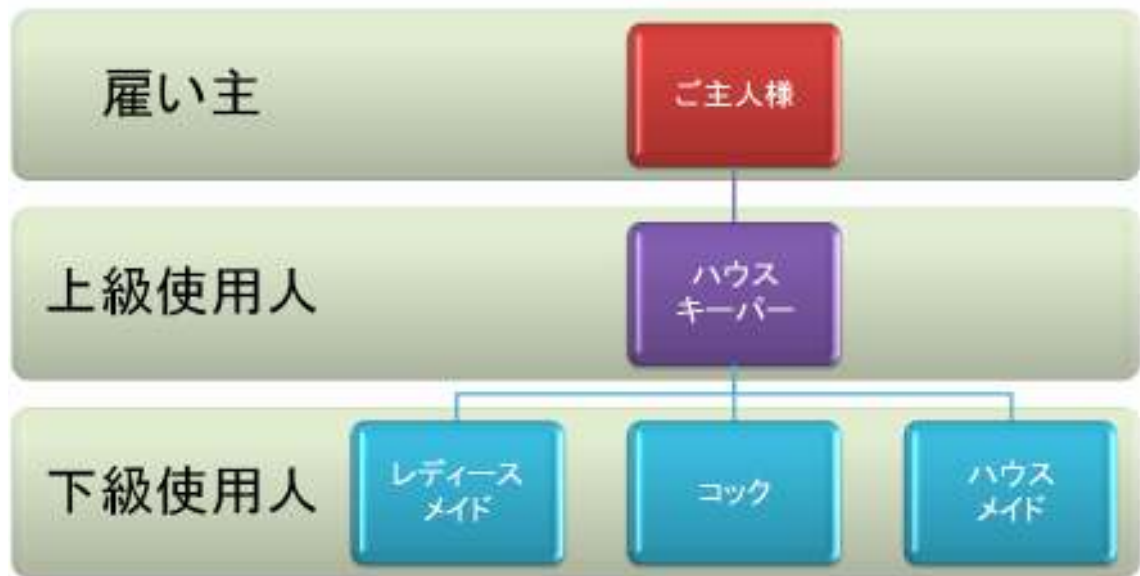 雇い主
ご主人様
上級使用人
ハウス
キーパー
下級使用人
レディース
メイド
コック
ハウス
メイド